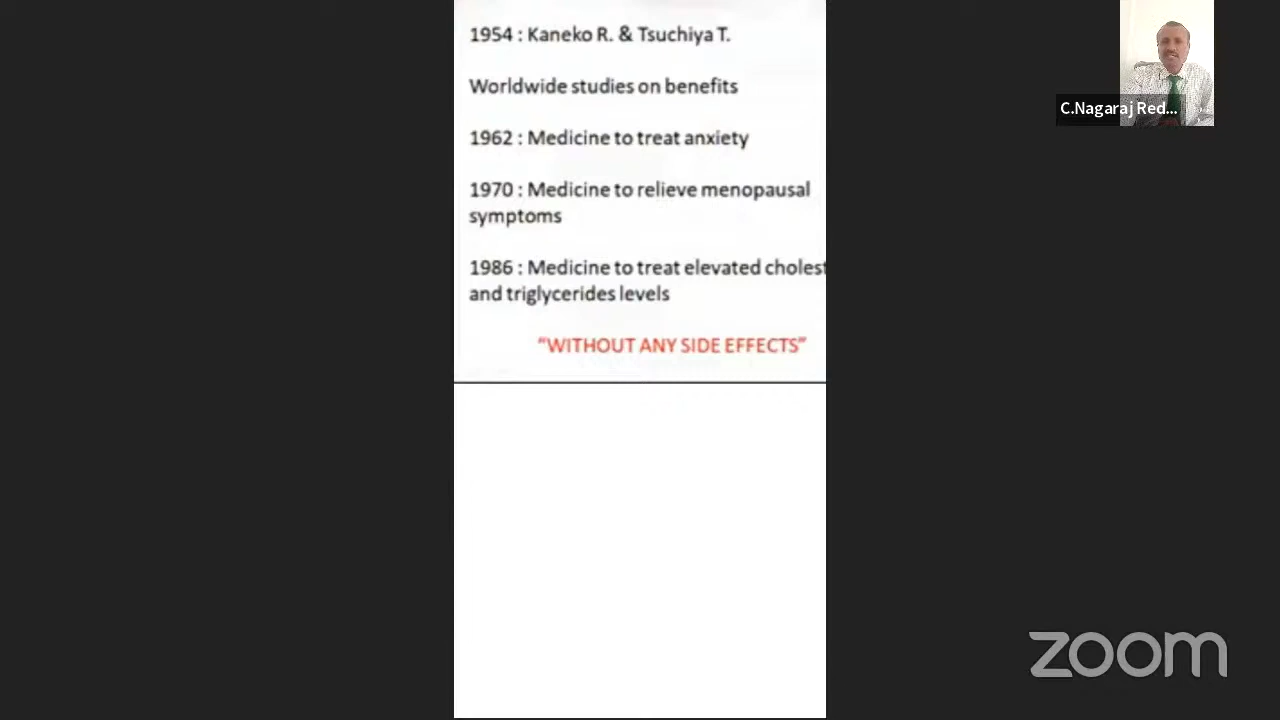 1954 : Kaneko R. & Tsuchiya T.
Worldwide studies on benefits
1962 : Medicine to treat anxiety
1970 : Medicine to relieve menopausal
symptoms
1986 : Medicine to treat elevated cholest
and triglycerides levels
"WITHOUT ANY SIDE EFFECTS"
C.Nagaraj Red...
zoom